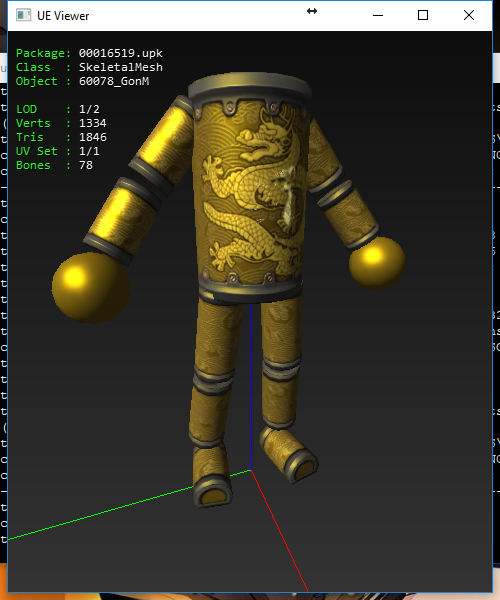 UE Viewer
Package: 00016519.upk
Class  : SkeletalMesh
Object : 60078_GonM
LOD    : 1/2
Verts  : 1334
Tris   : 1846
UV Set : 1/1
Bones  : 78